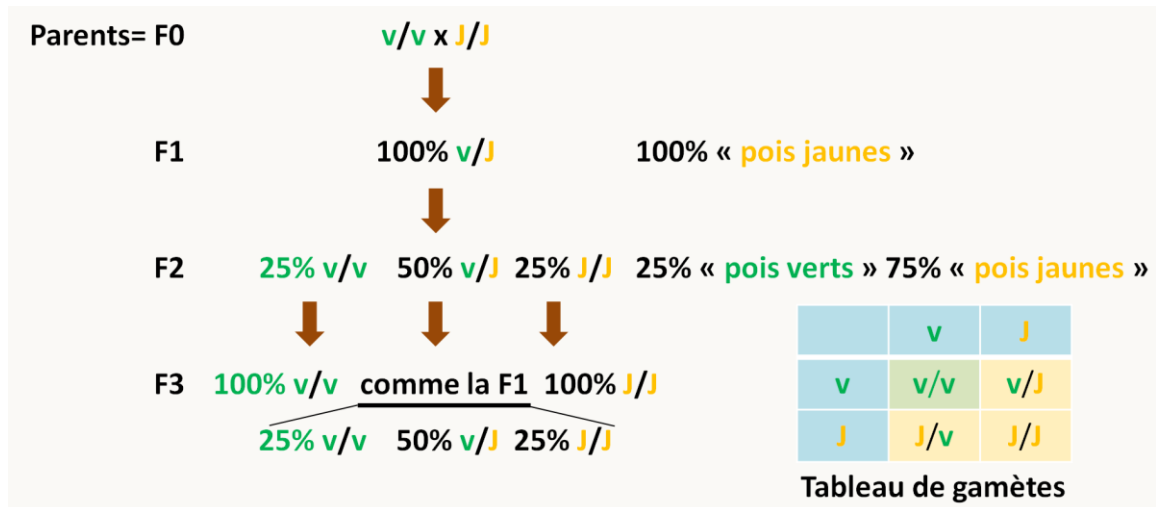 Parents= F0 v/v x J/J
F1 100% v/J 100% « pois jaunes »
F2 25% v/v 50% v/J 25% J/J 25% « pois verts » 75% « pois jaunes »
F3 100% v/v comme la F1 100% J/J
25% v/v 50% v/J 25% J/J
v J
v v/v v/J
J J/v J/J
Tableau de gamètes